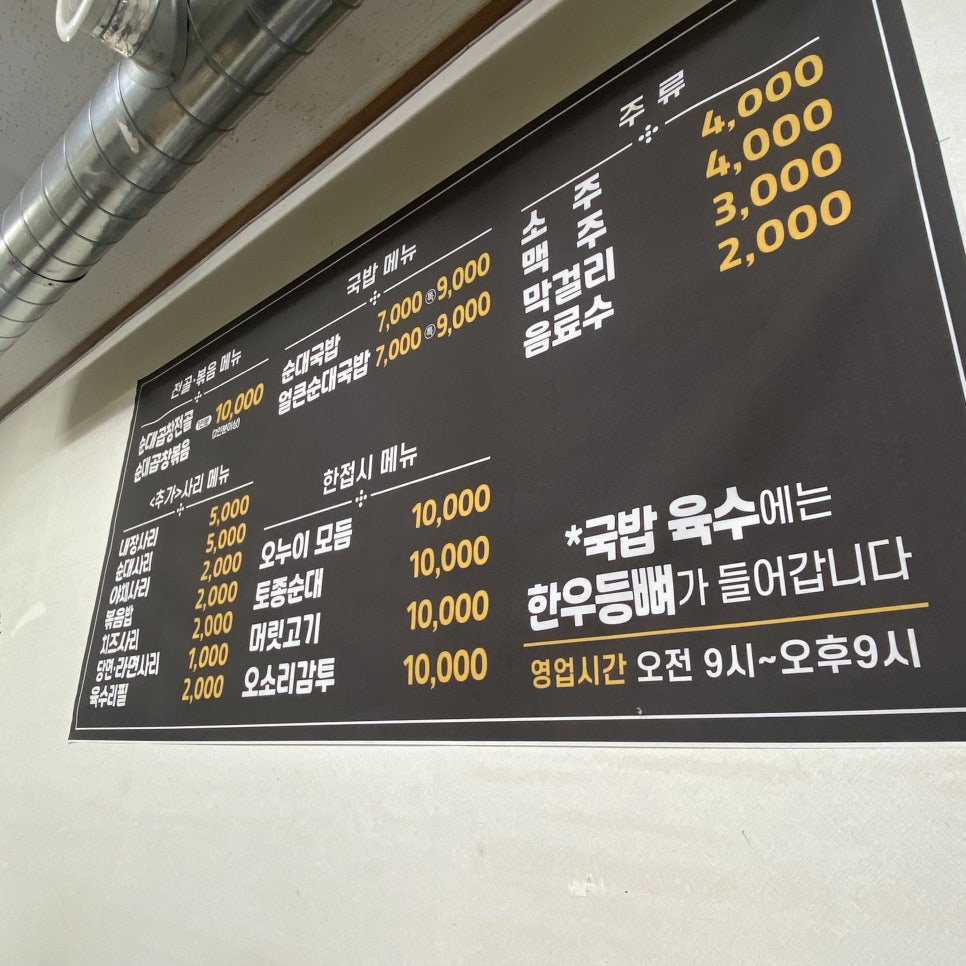 전골·볶음 메뉴
순대곱창전골 10,000
순대곱창볶음 (2인분이상)
국밥 메뉴
순대국밥 7,000 특 9,000
얼큰순대국밥 7,000 특 9,000
주류
소주 4,000
맥주 4,000
막걸리 3,000
음료수 2,000
<추가>사리 메뉴
내장사리 5,000
순대사리 5,000
야채사리 2,000
볶음밥 2,000
치즈사리 2,000
당면·라면사리 1,000
육수리필 2,000
한접시 메뉴
오누이 모듬 10,000
토종순대 10,000
머릿고기 10,000
오소리감투 10,000
*국밥 육수에는
한우등뼈가 들어갑니다
영업시간 오전 9시~오후9시